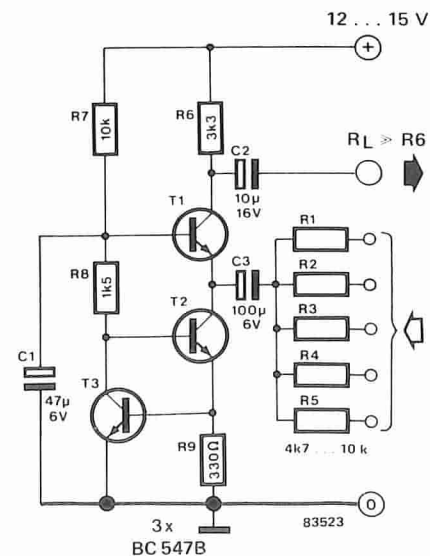 12 ... 15 V
+
R7
10k
R6
3k3
RL > R6
C2
10µ
16V
T1
R1
R8
1k5
C3
100µ
6V
R2
T2
R3
C1
47µ
6V
T3
R4
R5
R9
330Ω
4k7 ... 10 k
0
3x
BC 547B
83523